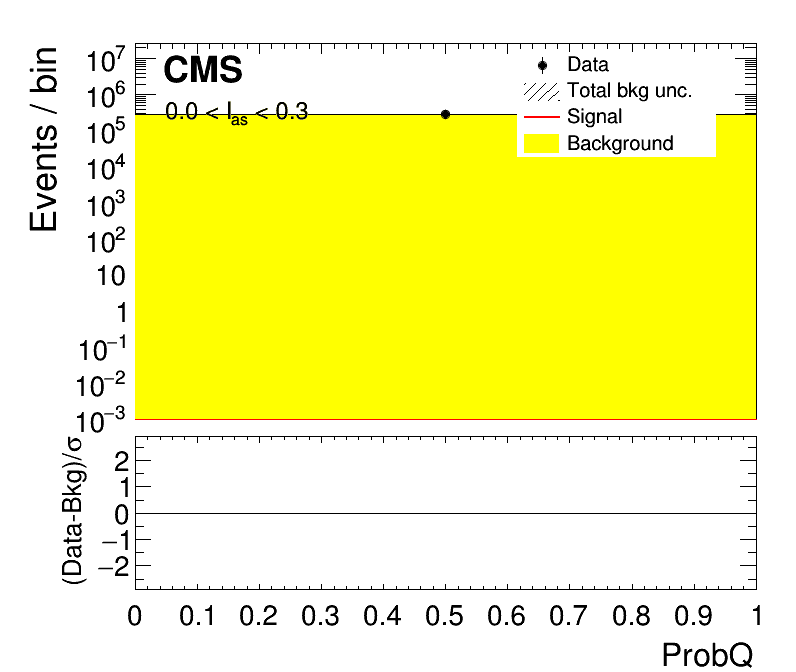 CMS
0.0 < I_as < 0.3
Data
Total bkg unc.
Signal
Background
Events / bin
10^7
10^6
10^5
10^4
10^3
10^2
10
1
10^−1
10^−2
10^−3
(Data-Bkg)/σ
2
1
0
−1
−2
0 0.1 0.2 0.3 0.4 0.5 0.6 0.7 0.8 0.9 1
ProbQ